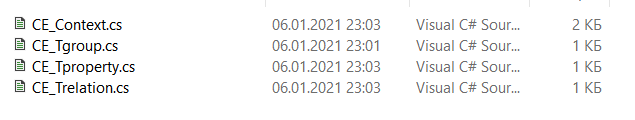 CE_Context.cs 06.01.2021 23:03 Visual C# Sour... 2 КБ
CE_Tgroup.cs 06.01.2021 23:01 Visual C# Sour... 1 КБ
CE_Tproperty.cs 06.01.2021 23:03 Visual C# Sour... 1 КБ
CE_Trelation.cs 06.01.2021 23:03 Visual C# Sour... 1 КБ